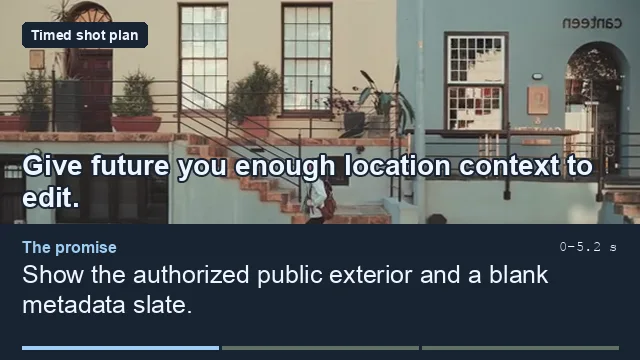 Timed shot plan
canteen
Give future you enough location context to
edit.
The promise
0–5.2 s
Show the authorized public exterior and a blank
metadata slate.